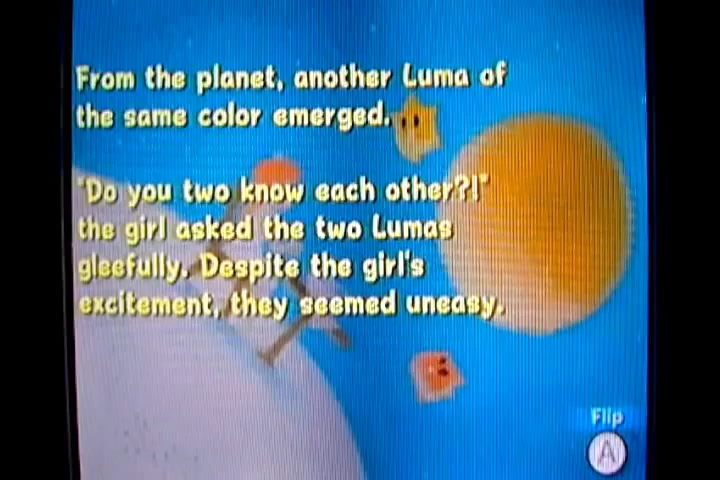 From the planet, another Luma of
the same color emerged.
"Do you two know each other?!"
the girl asked the two Lumas
gleefully. Despite the girl's
excitement, they seemed uneasy.
Flip
A